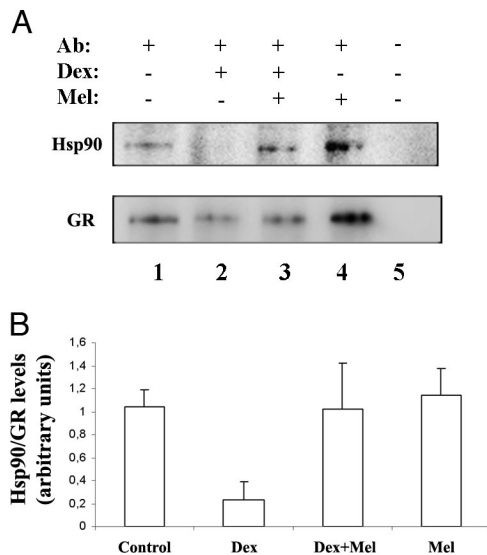 A
Ab: + + + + -
Dex: - + + - -
Mel: - - + + -
Hsp90
GR
1 2 3 4 5
B
Hsp90/GR levels
(arbitrary units)
1,6
1,4
1,2
1
0,8
0,6
0,4
0,2
0
Control Dex Dex+Mel Mel